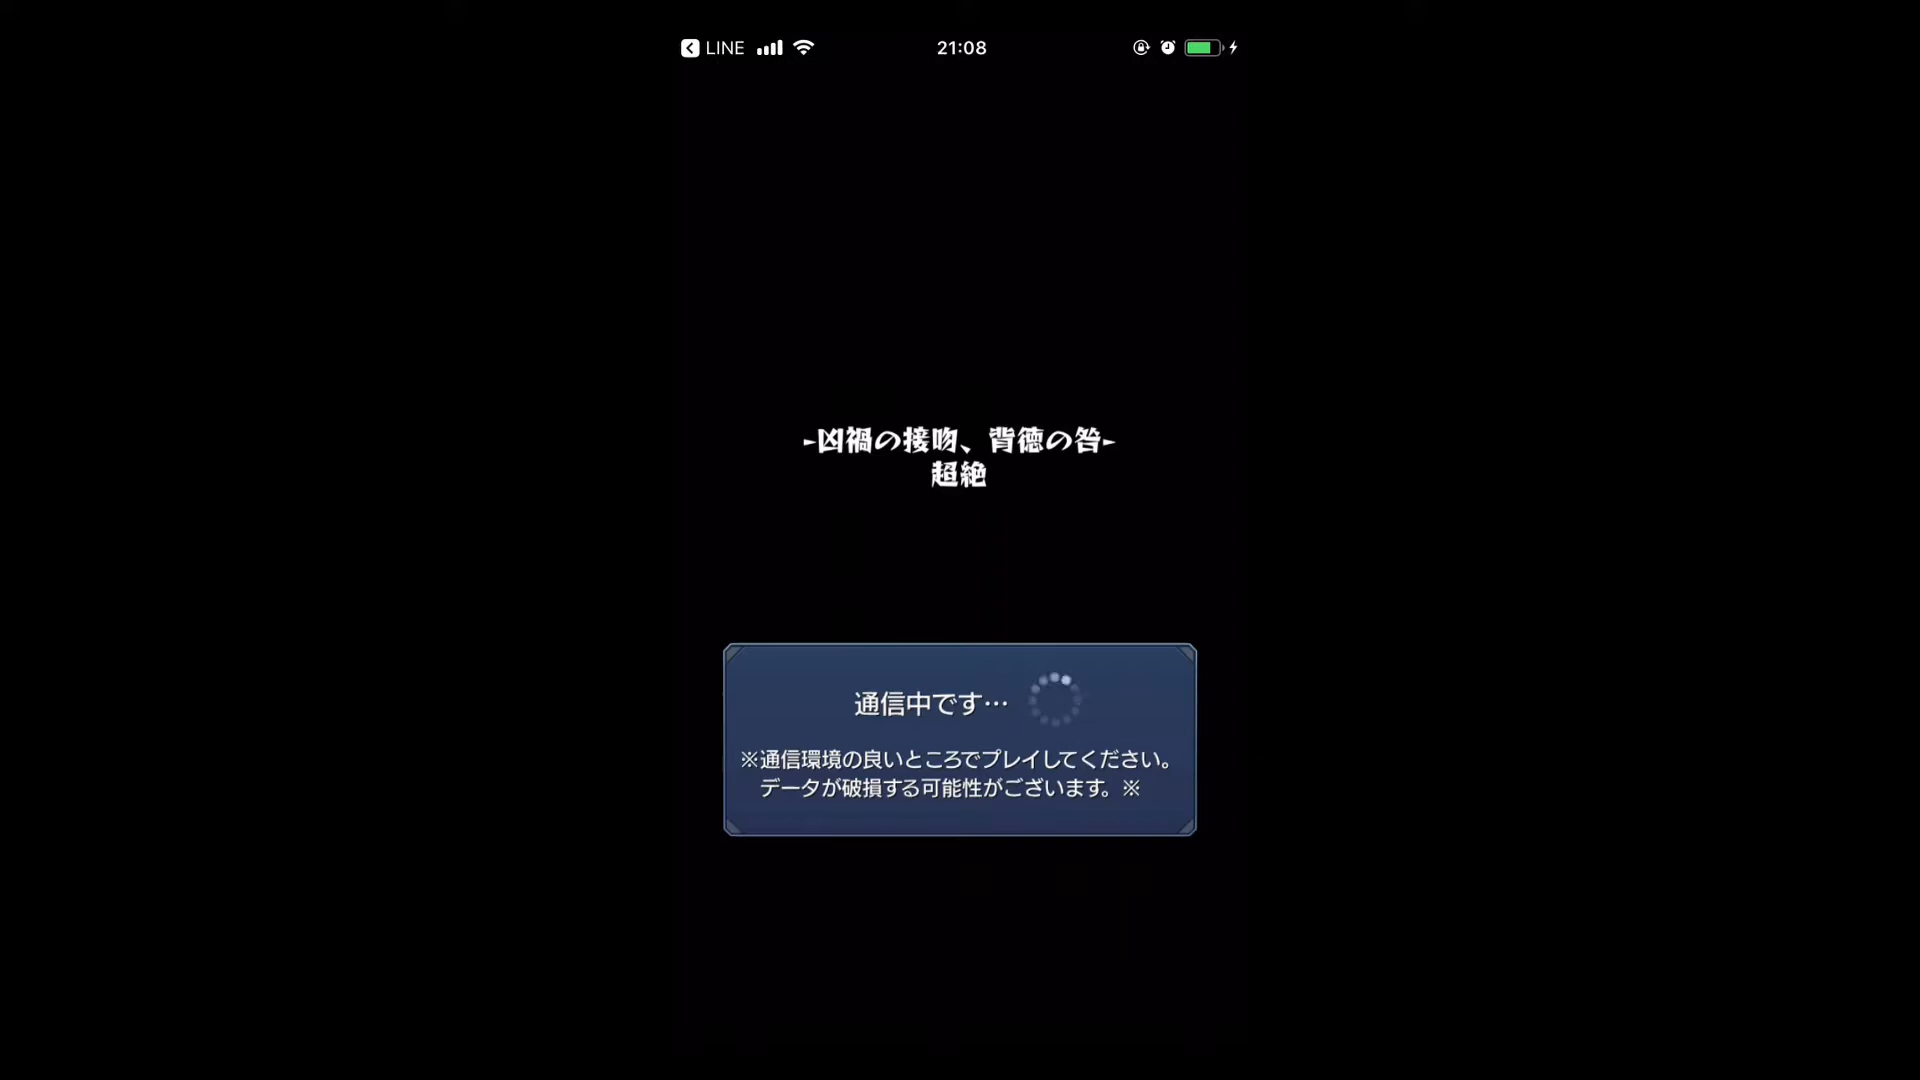 LINE
21:08
-凶禍の接吻、背徳の咎-
超絶
通信中です…
※通信環境の良いところでプレイしてください。
データが破損する可能性がございます。※